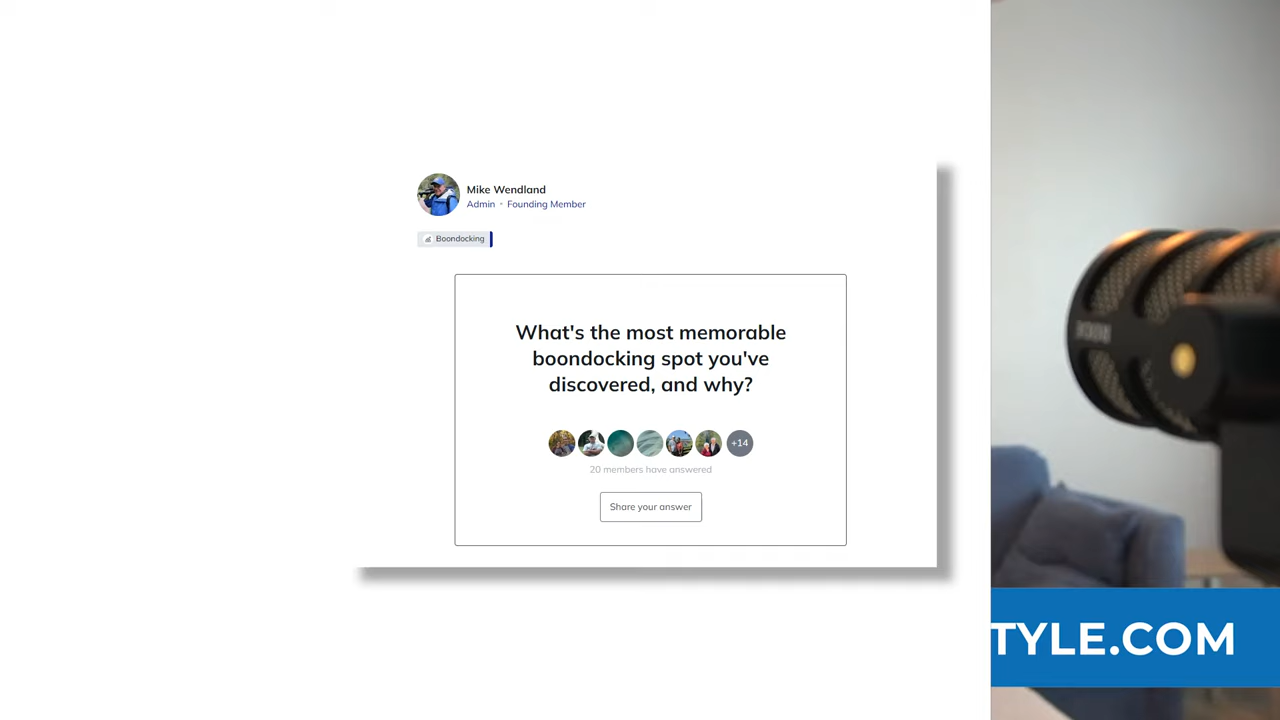 Mike Wendland
Admin • Founding Member
Boondocking
What's the most memorable
boondocking spot you've
discovered, and why?
+14
20 members have answered
Share your answer
RODE
TYLE.COM